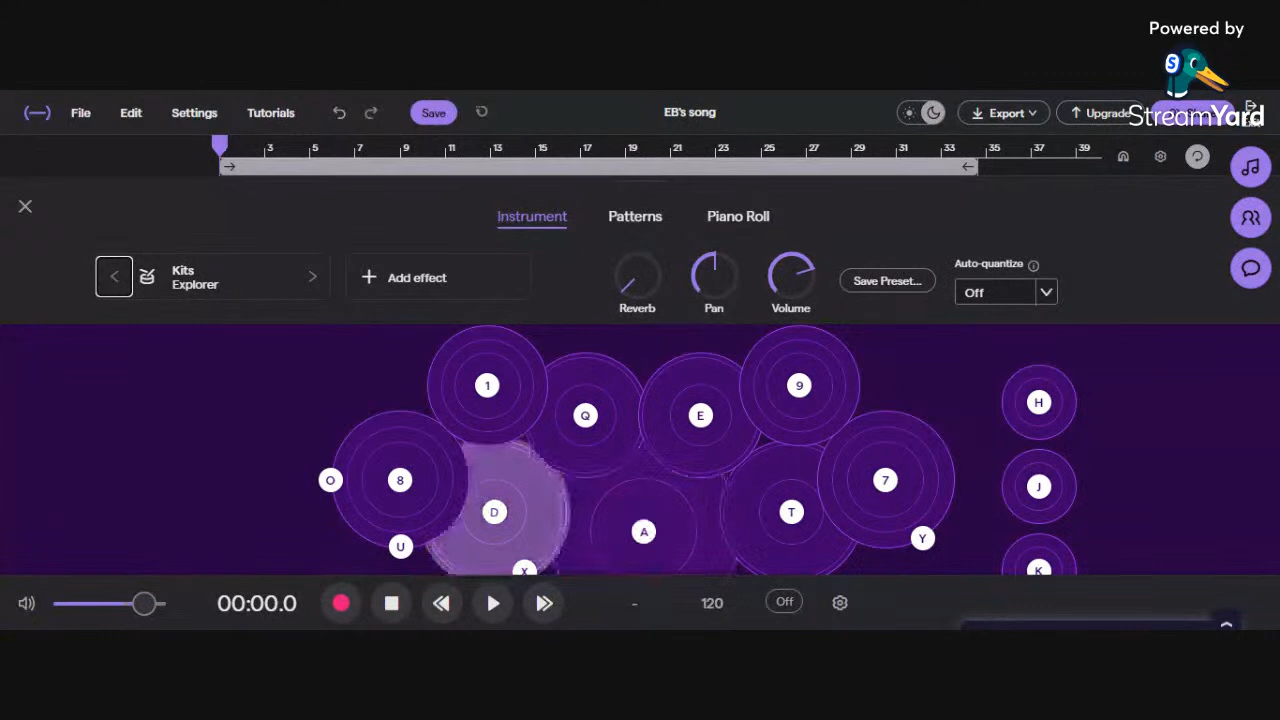 Powered by
S
StreamYard
File Edit Settings Tutorials Save EB's song Export Upgrade
3 5 7 9 11 13 15 17 19 21 23 25 27 29 31 33 35 37 39
Instrument Patterns Piano Roll
Kits
Explorer
Add effect
Reverb Pan Volume
Save Preset...
Auto-quantize
Off
1 Q E 9 H
O 8 D A T 7 J
U X Y K
00:00.0 - 120 Off